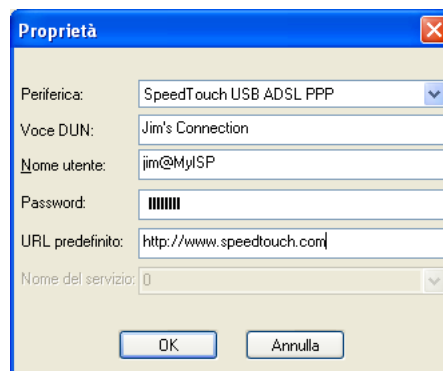 Proprietà
Periferica: SpeedTouch USB ADSL PPP
Voce DUN: Jim's Connection
Nome utente: jim@MyISP
Password:
URL predefinito: http://www.speedtouch.com
Nome del servizio: 0
OK Annulla